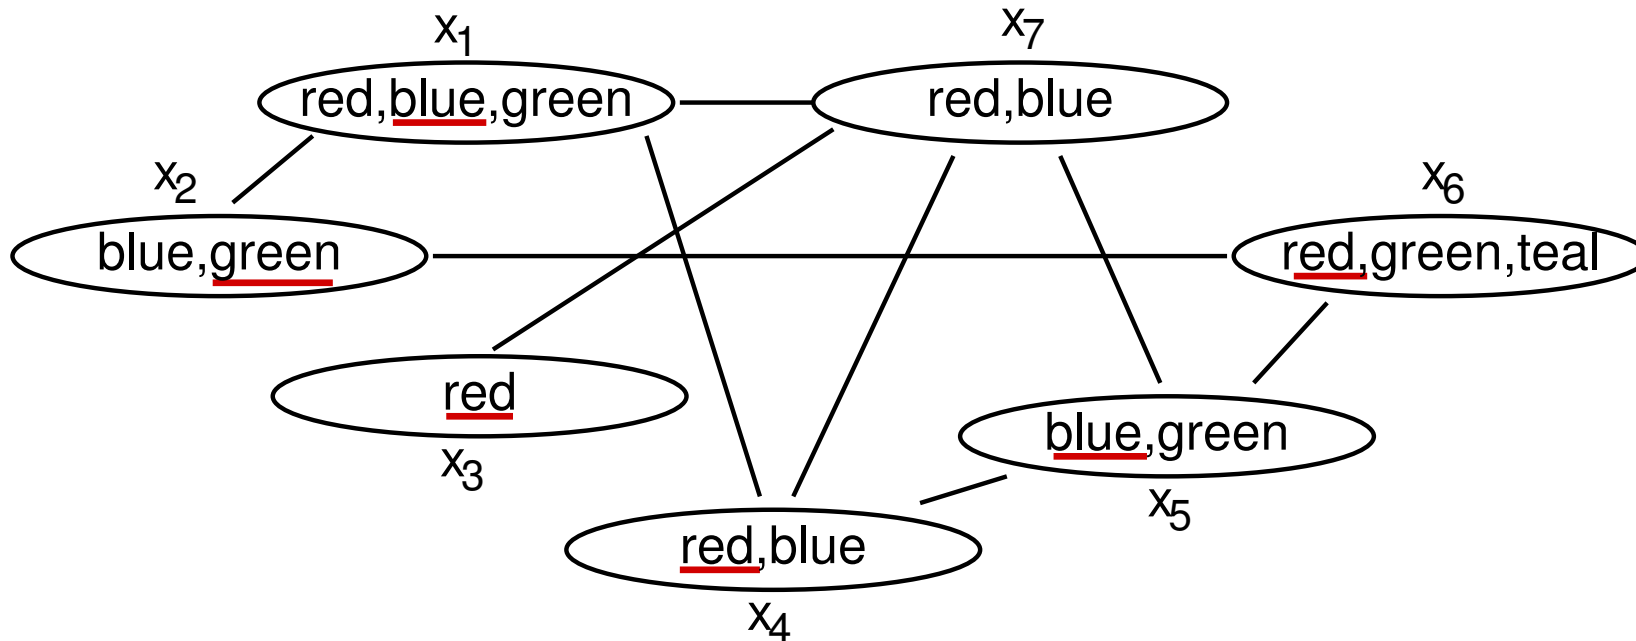 x1
x7
red,blue,green
red,blue
x2
x6
blue,green
red,green,teal
red
x3
blue,green
x5
red,blue
x4